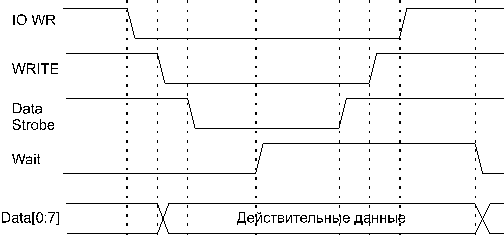 IO WR
WRITE
Data
Strobe
Wait
Data[0:7]
Действительные данные